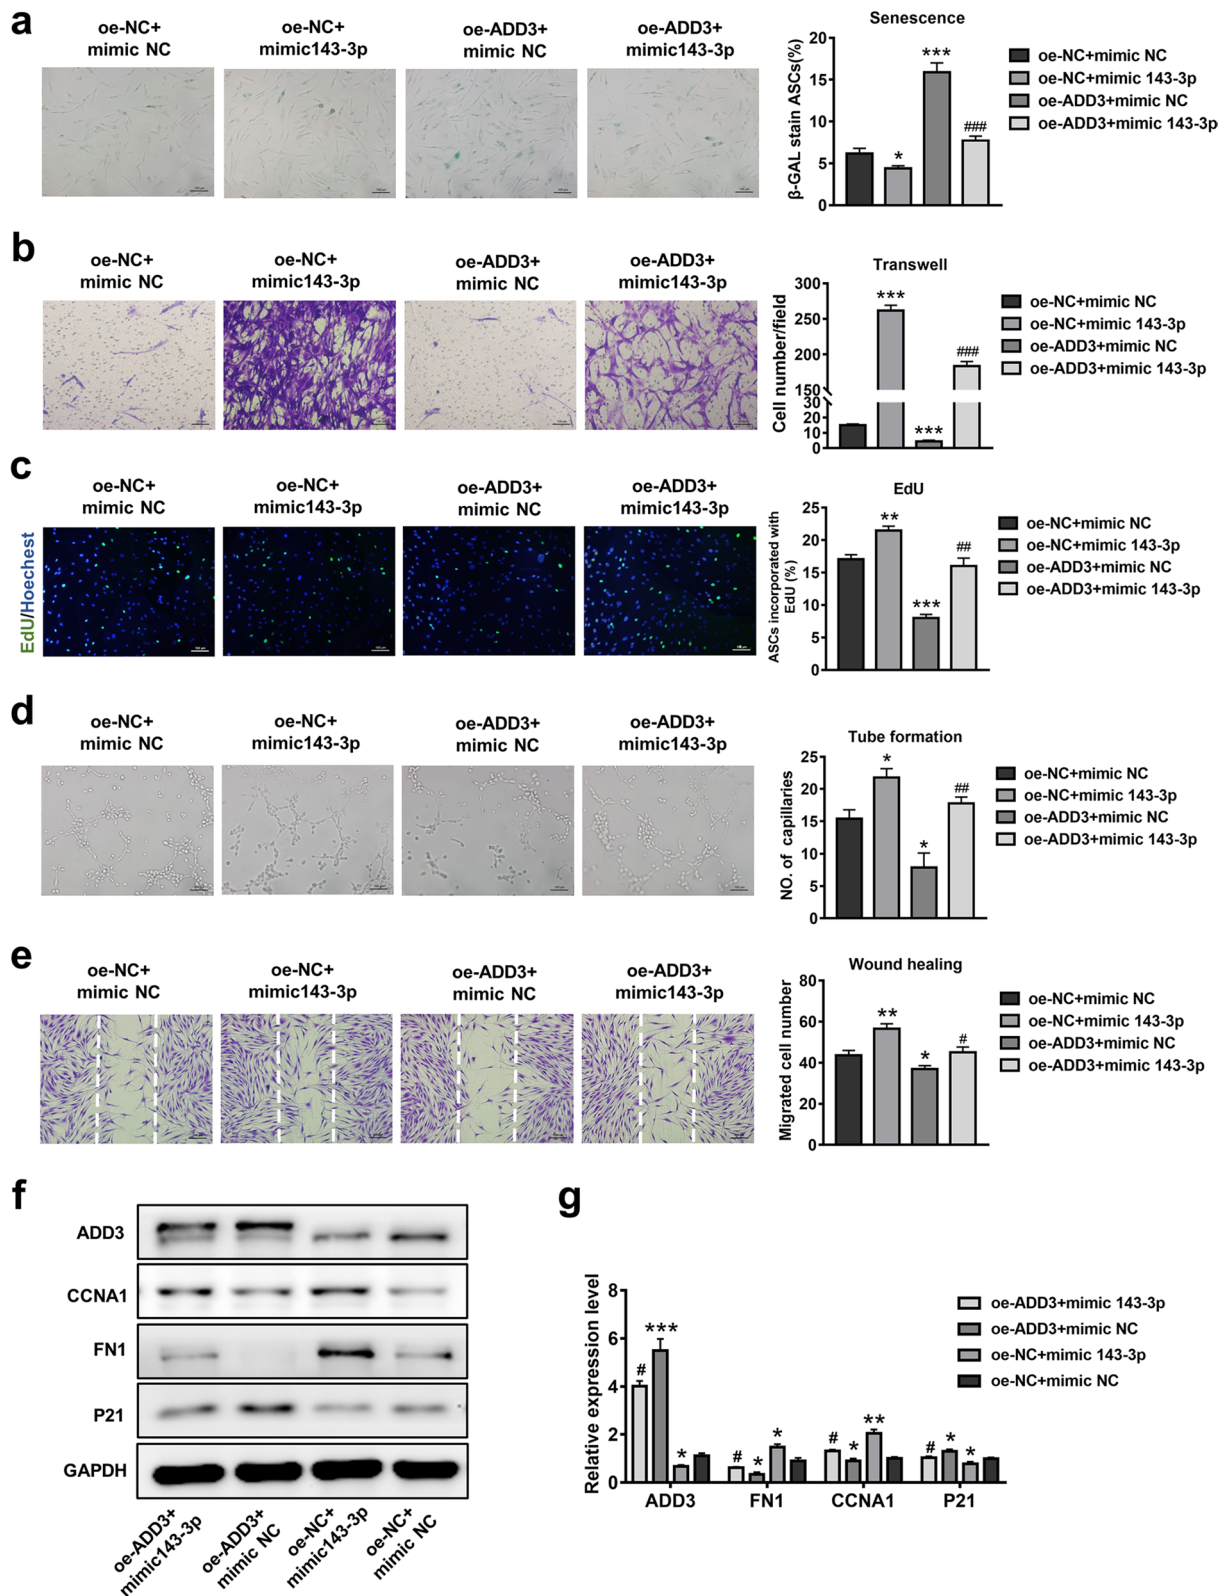 a
oe-NC+
mimic NC
oe-NC+
mimic143-3p
oe-ADD3+
mimic NC
oe-ADD3+
mimic143-3p
Senescence
β-GAL stain ASCs(%)
20
15
10
5
0
*
***
###
oe-NC+mimic NC
oe-NC+mimic 143-3p
oe-ADD3+mimic NC
oe-ADD3+mimic 143-3p
b
oe-NC+
mimic NC
oe-NC+
mimic143-3p
oe-ADD3+
mimic NC
oe-ADD3+
mimic143-3p
Transwell
Cell number/field
300
250
200
150
30
20
10
0
***
***
###
oe-NC+mimic NC
oe-NC+mimic 143-3p
oe-ADD3+mimic NC
oe-ADD3+mimic 143-3p
c
EdU/Hoechest
oe-NC+
mimic NC
oe-NC+
mimic143-3p
oe-ADD3+
mimic NC
oe-ADD3+
mimic143-3p
EdU
ASCs incorporated with
EdU (%)
25
20
15
10
5
0
**
***
##
oe-NC+mimic NC
oe-NC+mimic 143-3p
oe-ADD3+mimic NC
oe-ADD3+mimic 143-3p
d
oe-NC+
mimic NC
oe-NC+
mimic143-3p
oe-ADD3+
mimic NC
oe-ADD3+
mimic143-3p
Tube formation
NO. of capillaries
25
20
15
10
5
0
*
*
##
oe-NC+mimic NC
oe-NC+mimic 143-3p
oe-ADD3+mimic NC
oe-ADD3+mimic 143-3p
e
oe-NC+
mimic NC
oe-NC+
mimic143-3p
oe-ADD3+
mimic NC
oe-ADD3+
mimic143-3p
Wound healing
Migrated cell number
80
60
40
20
0
**
*
#
oe-NC+mimic NC
oe-NC+mimic 143-3p
oe-ADD3+mimic NC
oe-ADD3+mimic 143-3p
f
ADD3
CCNA1
FN1
P21
GAPDH
oe-ADD3+
mimic143-3p
oe-ADD3+
mimic NC
oe-NC+
mimic143-3p
oe-NC+
mimic NC
g
Relative expression level
8
6
4
2
0
#
***
*
#
*
*
#
*
**
#
*
*
ADD3
FN1
CCNA1
P21
oe-ADD3+mimic 143-3p
oe-ADD3+mimic NC
oe-NC+mimic 143-3p
oe-NC+mimic NC